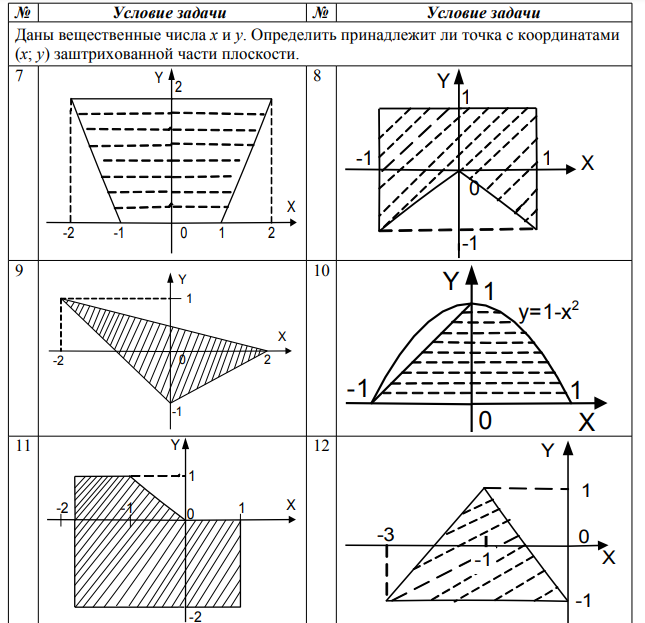 № Условие задачи № Условие задачи
Даны вещественные числа x и y. Определить принадлежит ли точка с координатами
(x; y) заштрихованной части плоскости.
7 8
Y
2
X
-2 -1 0 1 2
Y
1
-1 1 X
0
-1
9 10
Y
1
X
-2 0 2
-1
Y 1
y=1-x²
-1 1
0 X
11 12
Y
1
-2 -1 0 1 X
-2
Y
1
-3 -1 0
X
-1